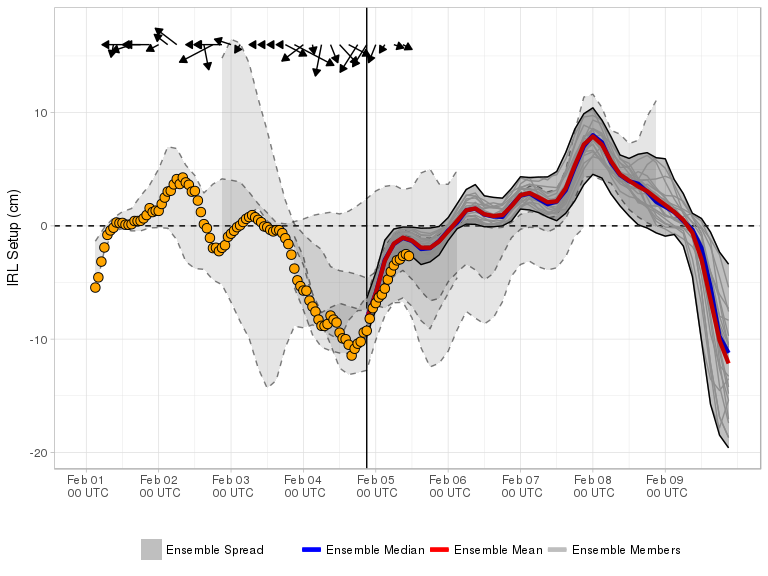 IRL Setup (cm)
10
0
-10
-20
Feb 01
00 UTC
Feb 02
00 UTC
Feb 03
00 UTC
Feb 04
00 UTC
Feb 05
00 UTC
Feb 06
00 UTC
Feb 07
00 UTC
Feb 08
00 UTC
Feb 09
00 UTC
Ensemble Spread
Ensemble Median
Ensemble Mean
Ensemble Members